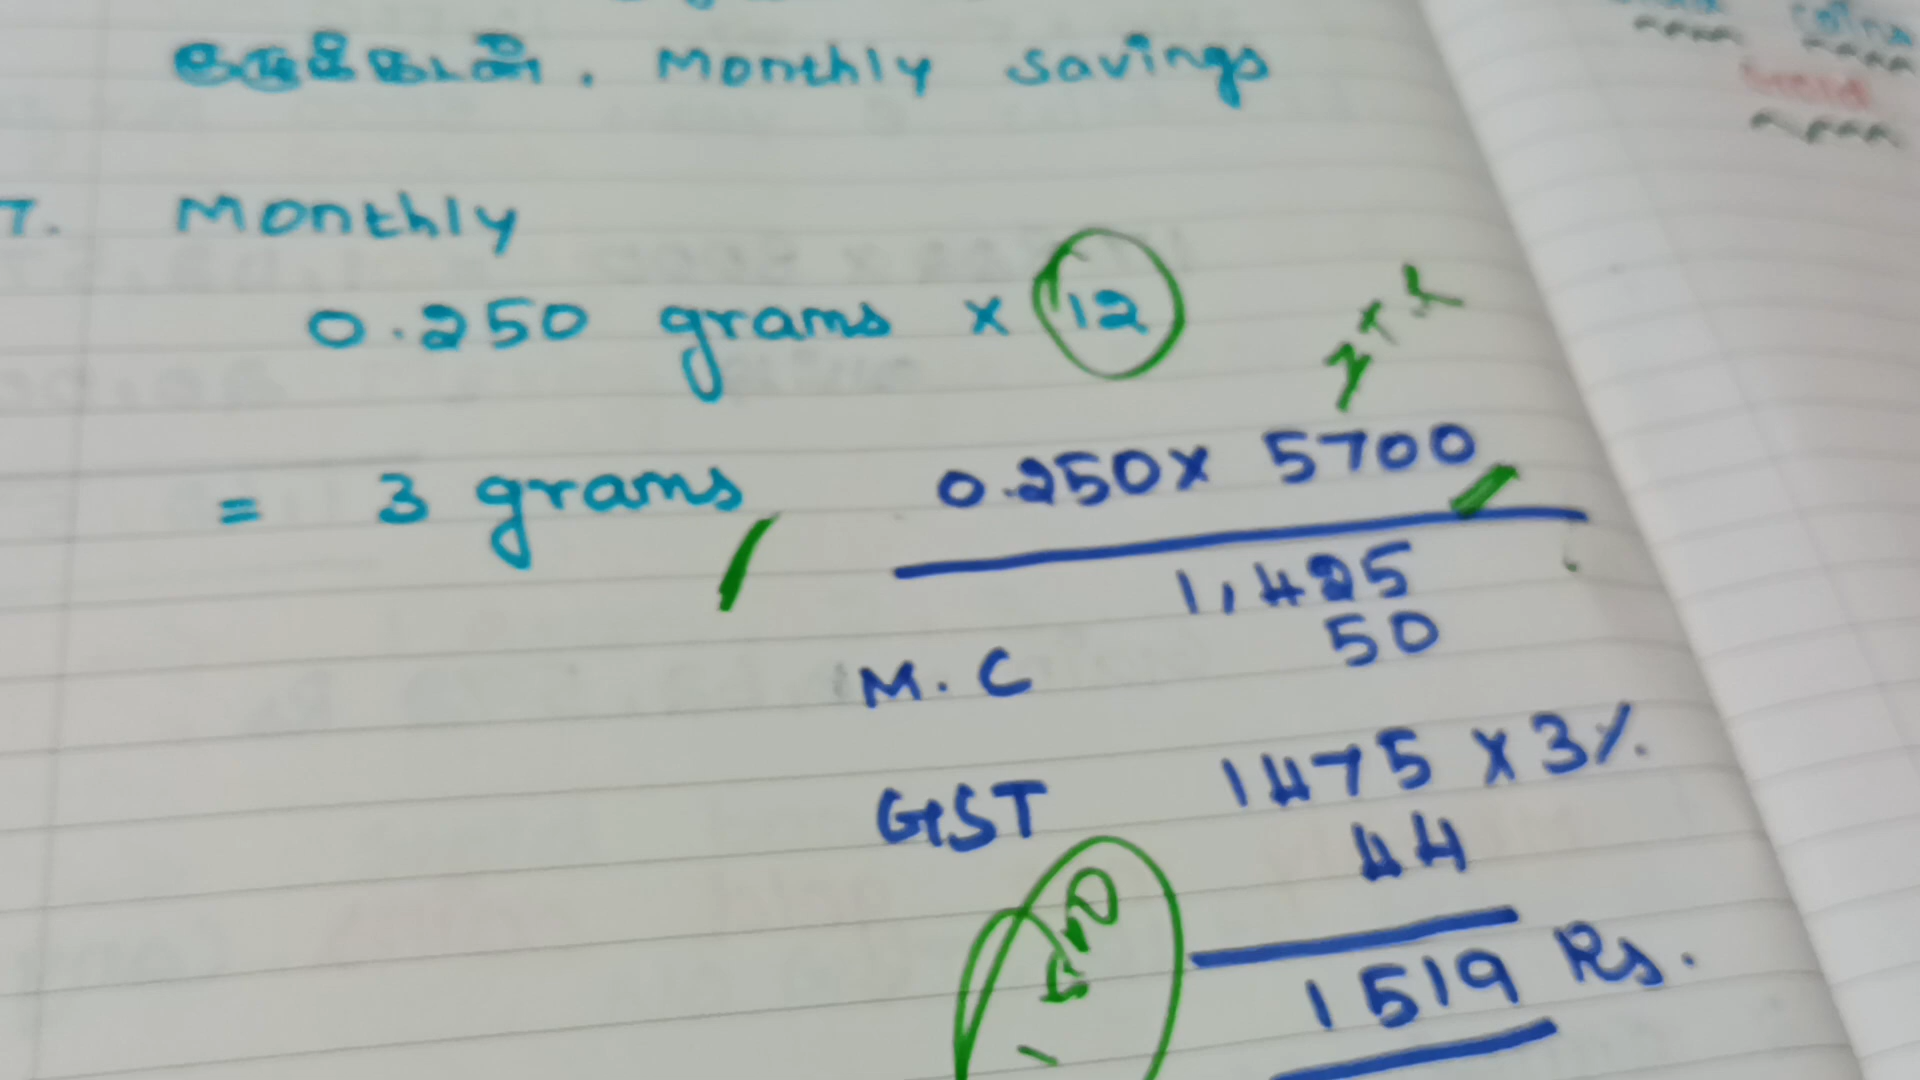 Monthly savings
7. Monthly
0.250 grams x 12
= 3 grams
0.250 x 5700
1,425
M.C 50
1475 x 3%
GST 44
1519 Rs.